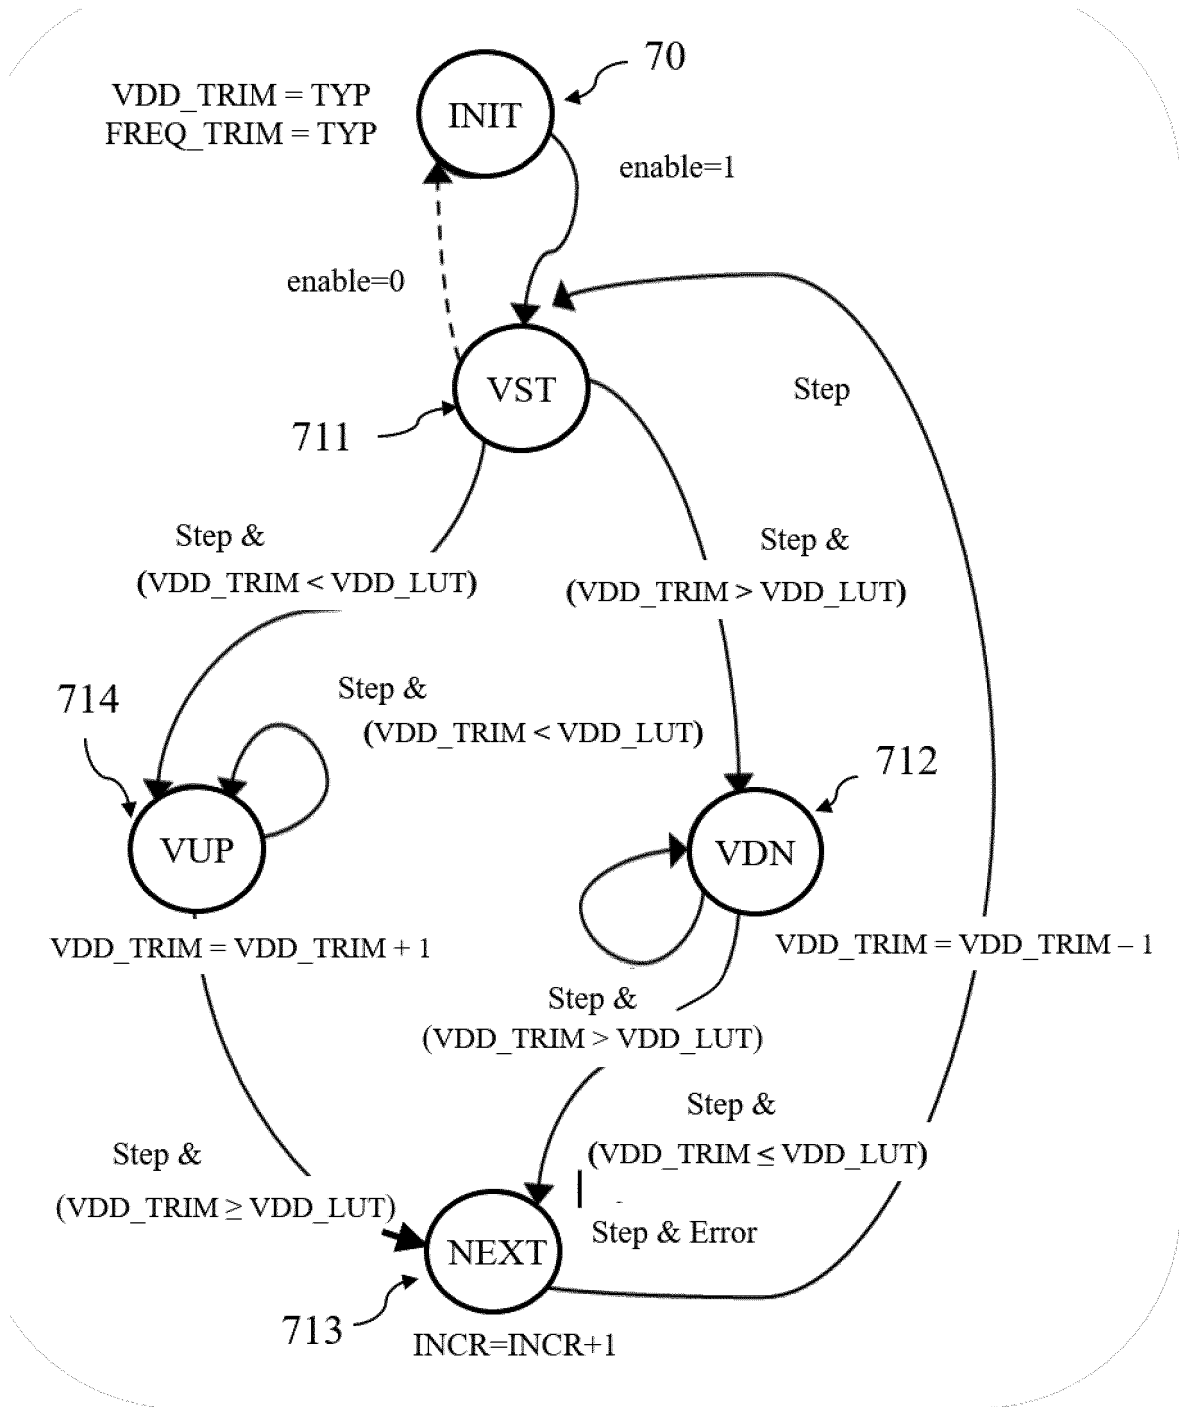 70
VDD_TRIM = TYP
FREQ_TRIM = TYP
INIT
enable=1
enable=0
VST
Step
711
Step &
(VDD_TRIM < VDD_LUT)
Step &
(VDD_TRIM > VDD_LUT)
714
Step &
(VDD_TRIM < VDD_LUT)
712
VUP
VDN
VDD_TRIM = VDD_TRIM + 1
VDD_TRIM = VDD_TRIM – 1
Step &
(VDD_TRIM > VDD_LUT)
Step &
(VDD_TRIM ≤ VDD_LUT)
Step &
(VDD_TRIM ≥ VDD_LUT)
Step & Error
NEXT
713
INCR=INCR+1